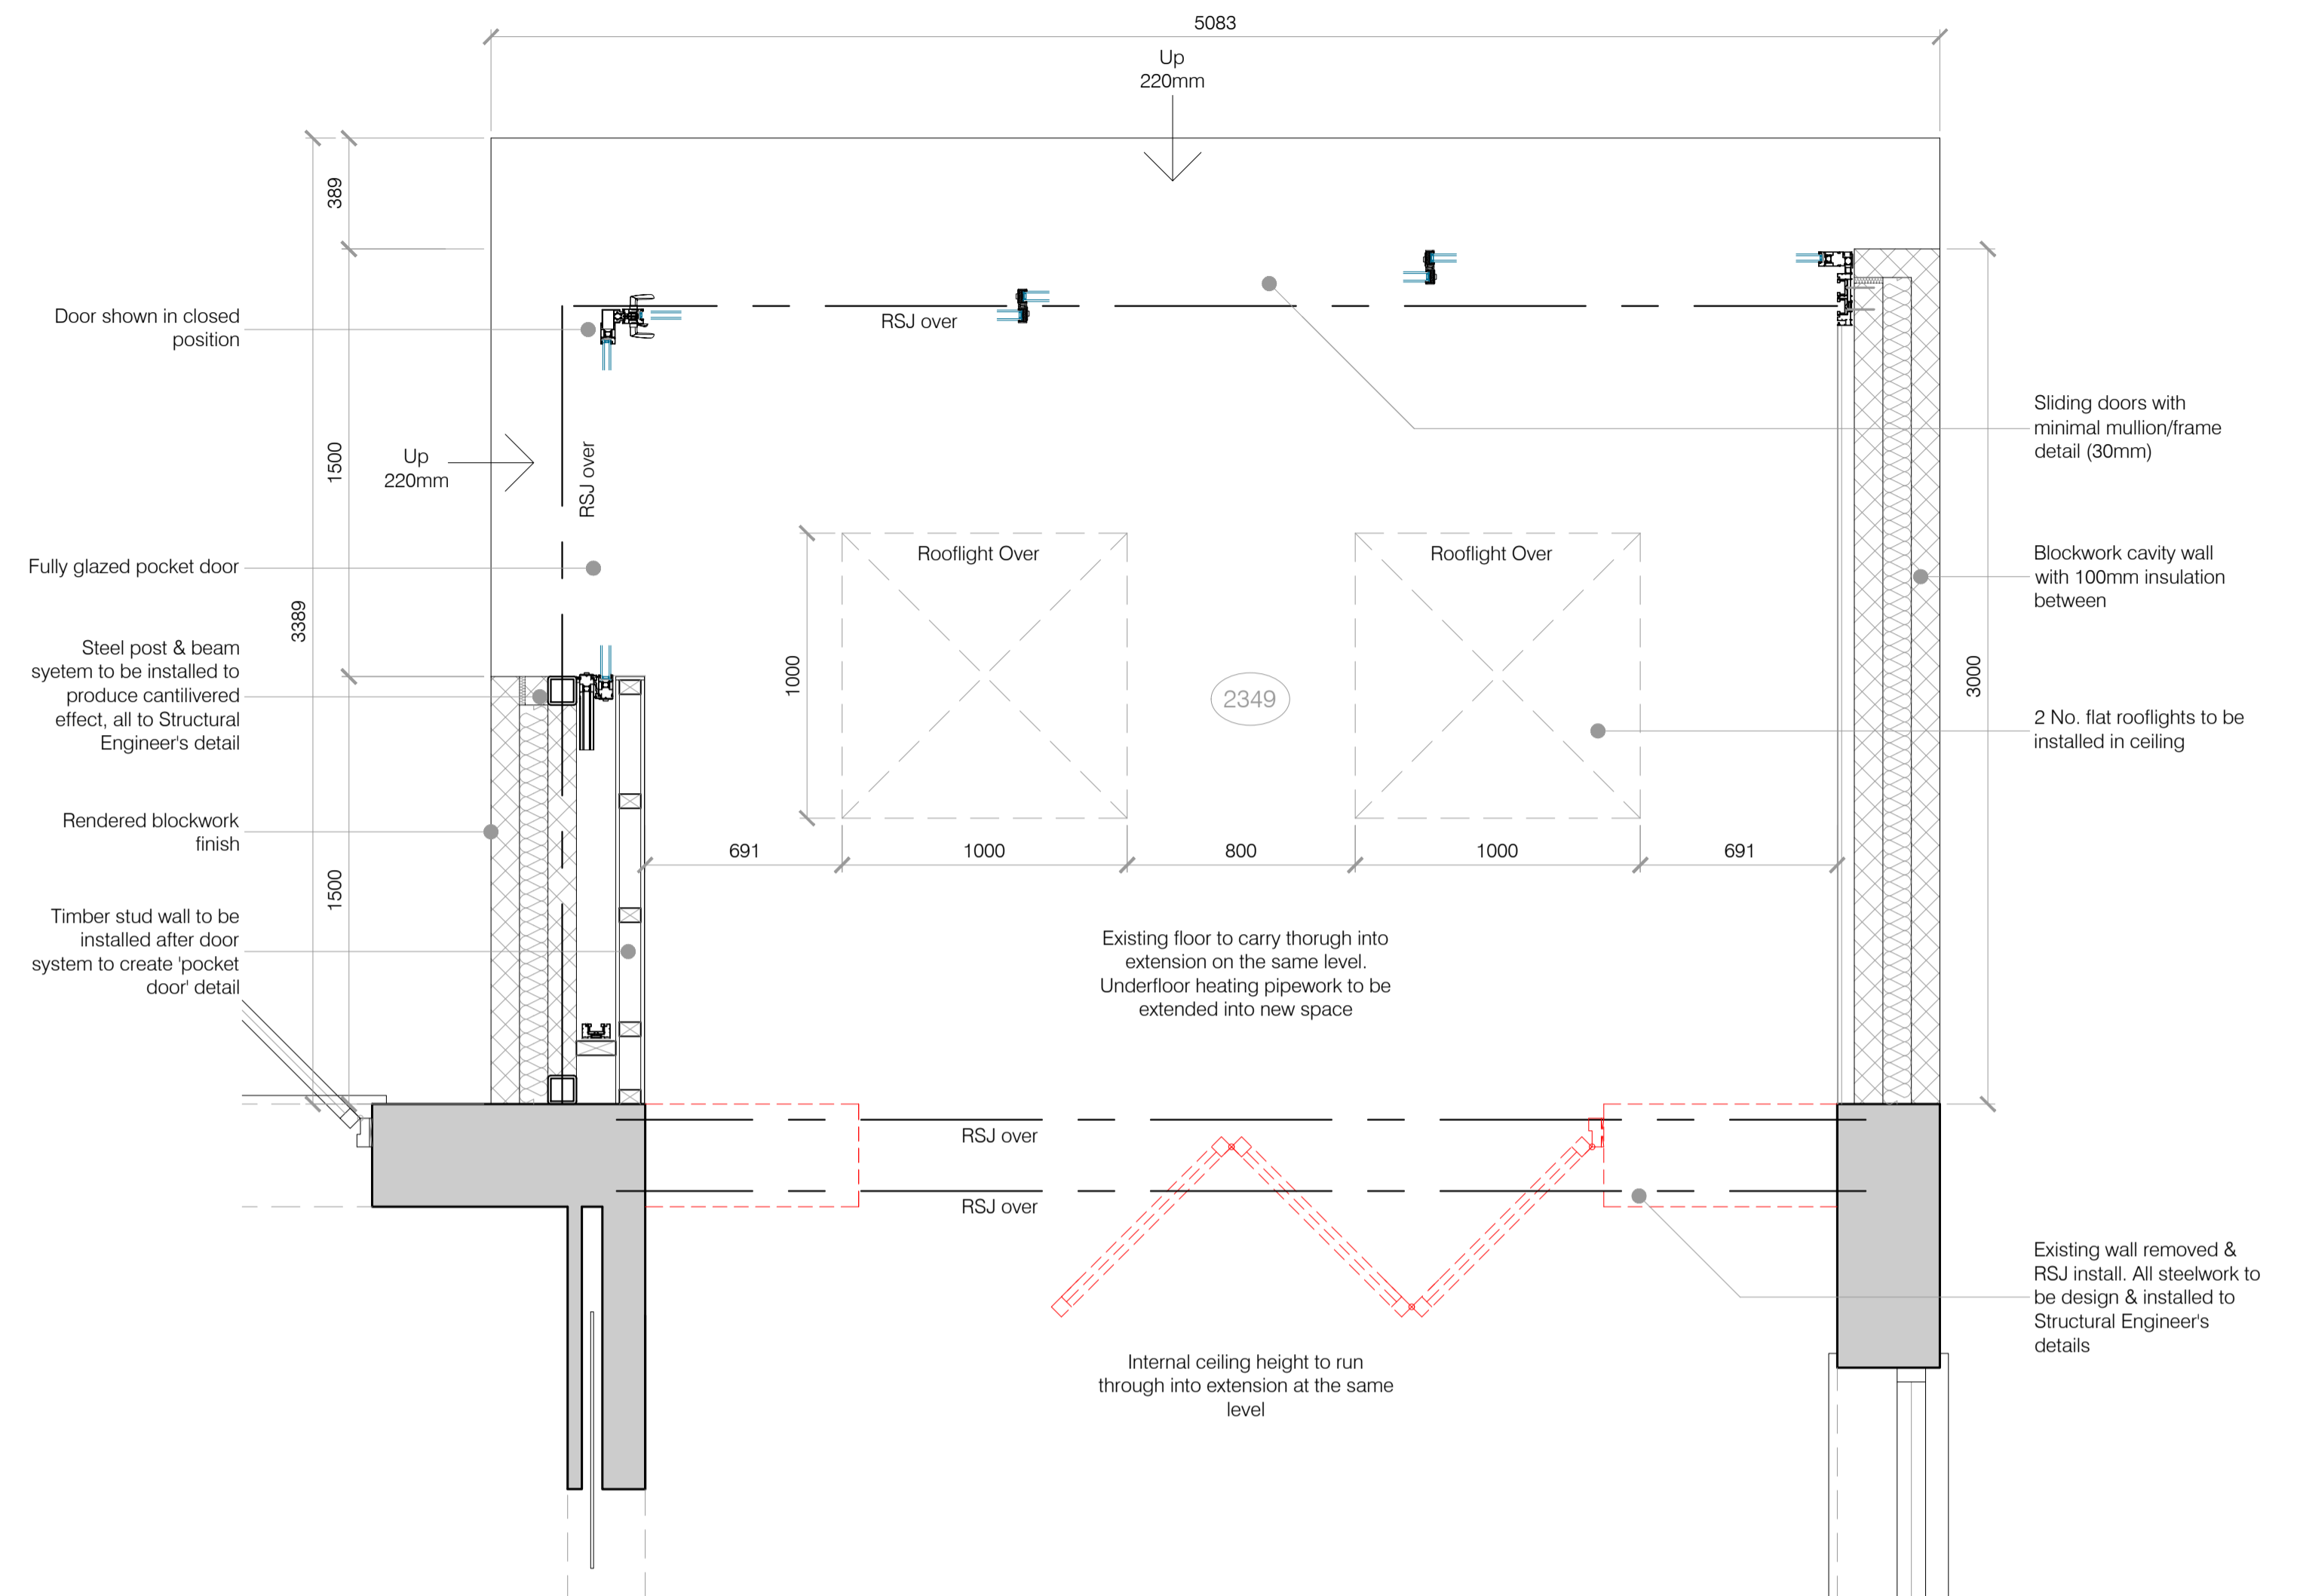 5083
Up
220mm
389
Door shown in closed
position
RSJ over
Sliding doors with
minimal mullion/frame
detail (30mm)
1500
Up
220mm
RSJ over
Fully glazed pocket door
Rooflight Over
Rooflight Over
Blockwork cavity wall
with 100mm insulation
between
3389
Steel post & beam
syetem to be installed to
produce cantilivered
effect, all to Structural
Engineer's detail
1000
2349
3000
2 No. flat rooflights to be
installed in ceiling
Rendered blockwork
finish
691
1000
800
1000
691
1500
Timber stud wall to be
installed after door
system to create 'pocket
door' detail
Existing floor to carry thorugh into
extension on the same level.
Underfloor heating pipework to be
extended into new space
RSJ over
RSJ over
Existing wall removed &
RSJ install. All steelwork to
be design & installed to
Structural Engineer's
details
Internal ceiling height to run
through into extension at the same
level